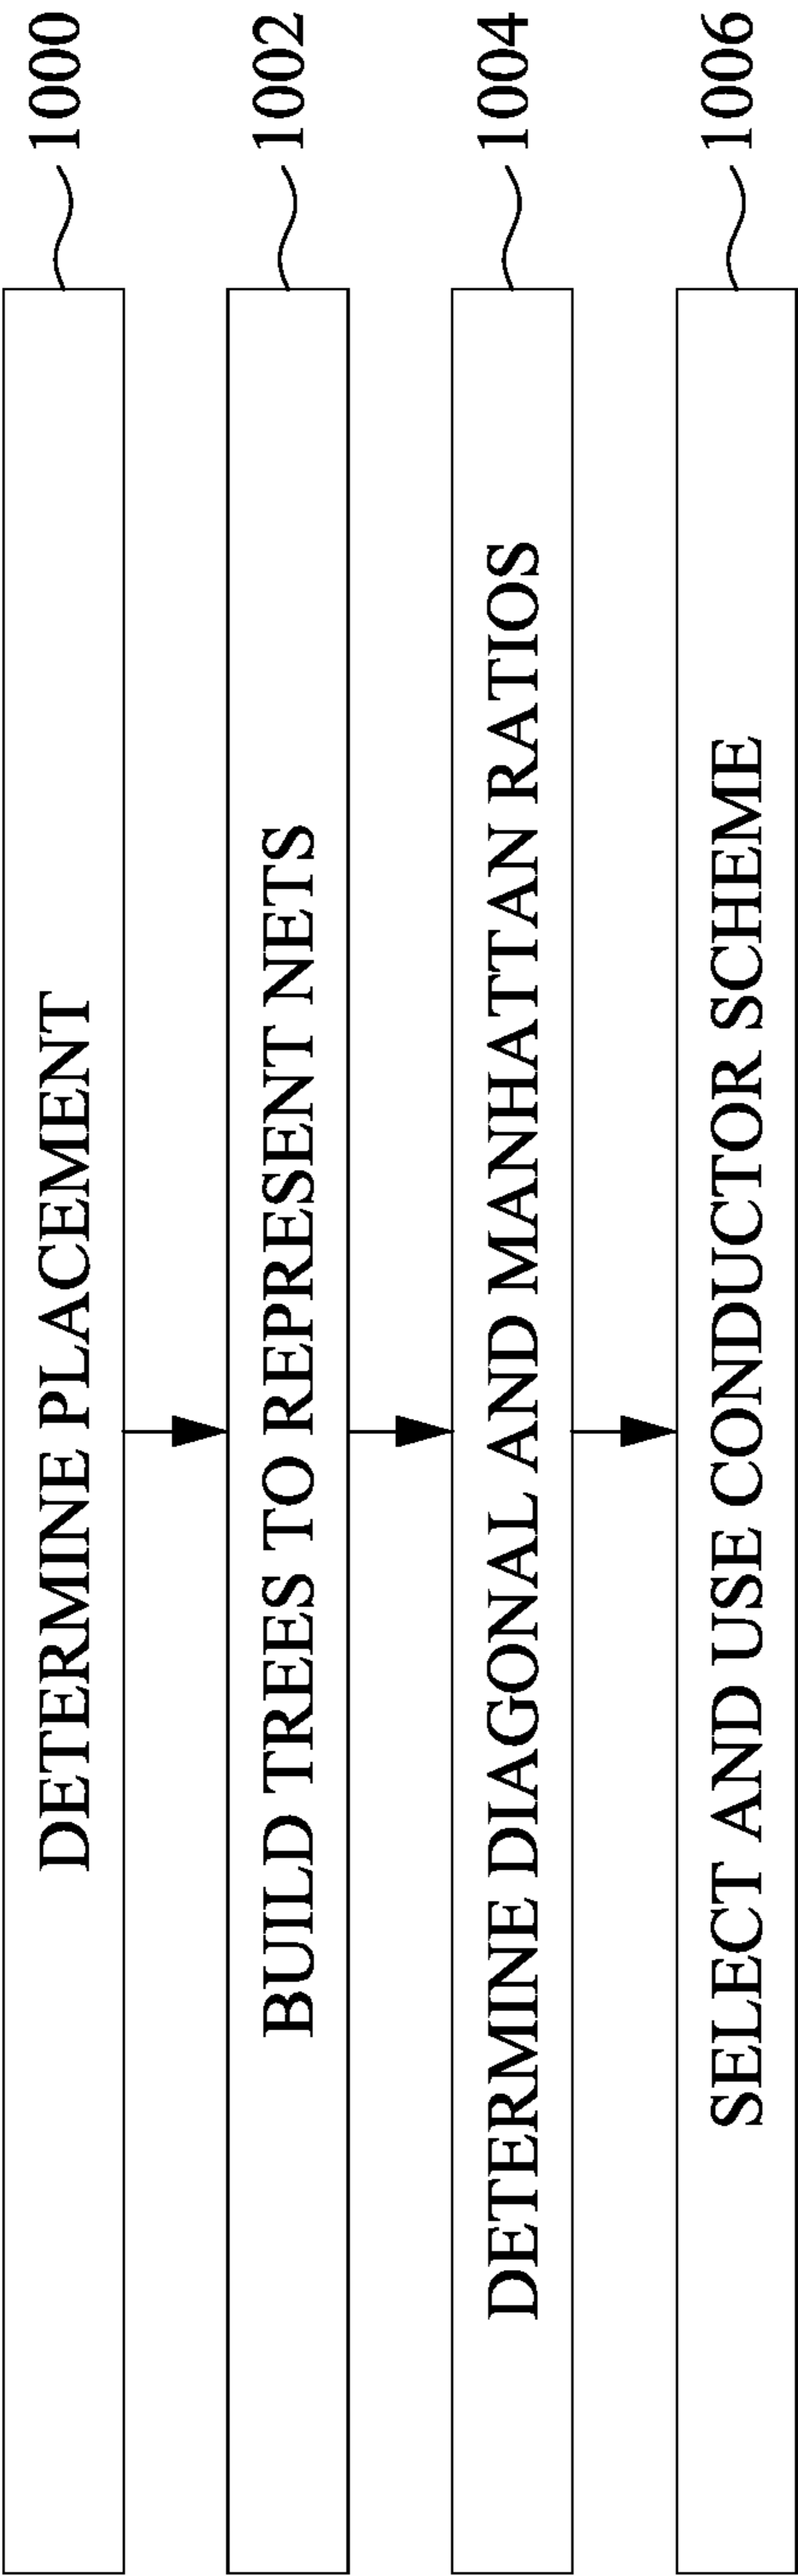 DETERMINE PLACEMENT 1000
BUILD TREES TO REPRESENT NETS 1002
DETERMINE DIAGONAL AND MANHATTAN RATIOS 1004
SELECT AND USE CONDUCTOR SCHEME 1006